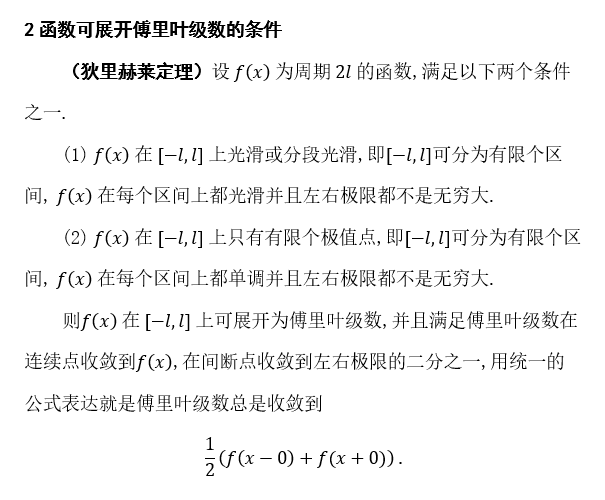 2 函数可展开傅里叶级数的条件
（狄里赫莱定理）设 f(x) 为周期 2l 的函数, 满足以下两个条件
之一.
(1) f(x) 在 [−l, l] 上光滑或分段光滑, 即[−l, l]可分为有限个区
间, f(x) 在每个区间上都光滑并且左右极限都不是无穷大.
(2) f(x) 在 [−l, l] 上只有有限个极值点, 即[−l, l]可分为有限个区
间, f(x) 在每个区间上都单调并且左右极限都不是无穷大.
则f(x) 在 [−l, l] 上可展开为傅里叶级数, 并且满足傅里叶级数在
连续点收敛到f(x), 在间断点收敛到左右极限的二分之一, 用统一的
公式表达就是傅里叶级数总是收敛到
1/2 (f(x − 0) + f(x + 0)) .